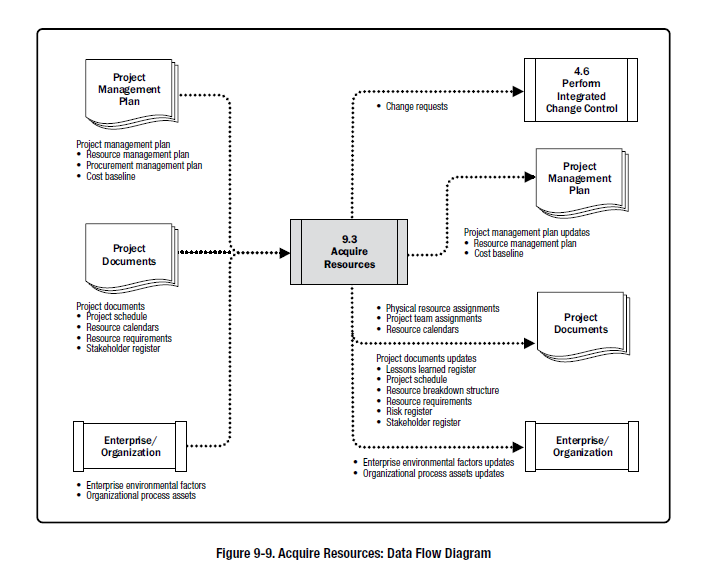 Project
Management
Plan
Project management plan
• Resource management plan
• Procurement management plan
• Cost baseline
Project
Documents
Project documents
• Project schedule
• Resource calendars
• Resource requirements
• Stakeholder register
Enterprise/
Organization
• Enterprise environmental factors
• Organizational process assets
9.3
Acquire
Resources
• Change requests
4.6
Perform
Integrated
Change Control
Project
Management
Plan
Project management plan updates
• Resource management plan
• Cost baseline
• Physical resource assignments
• Project team assignments
• Resource calendars
Project
Documents
Project documents updates
• Lessons learned register
• Project schedule
• Resource breakdown structure
• Resource requirements
• Risk register
• Stakeholder register
Enterprise/
Organization
• Enterprise environmental factors updates
• Organizational process assets updates
Figure 9-9. Acquire Resources: Data Flow Diagram